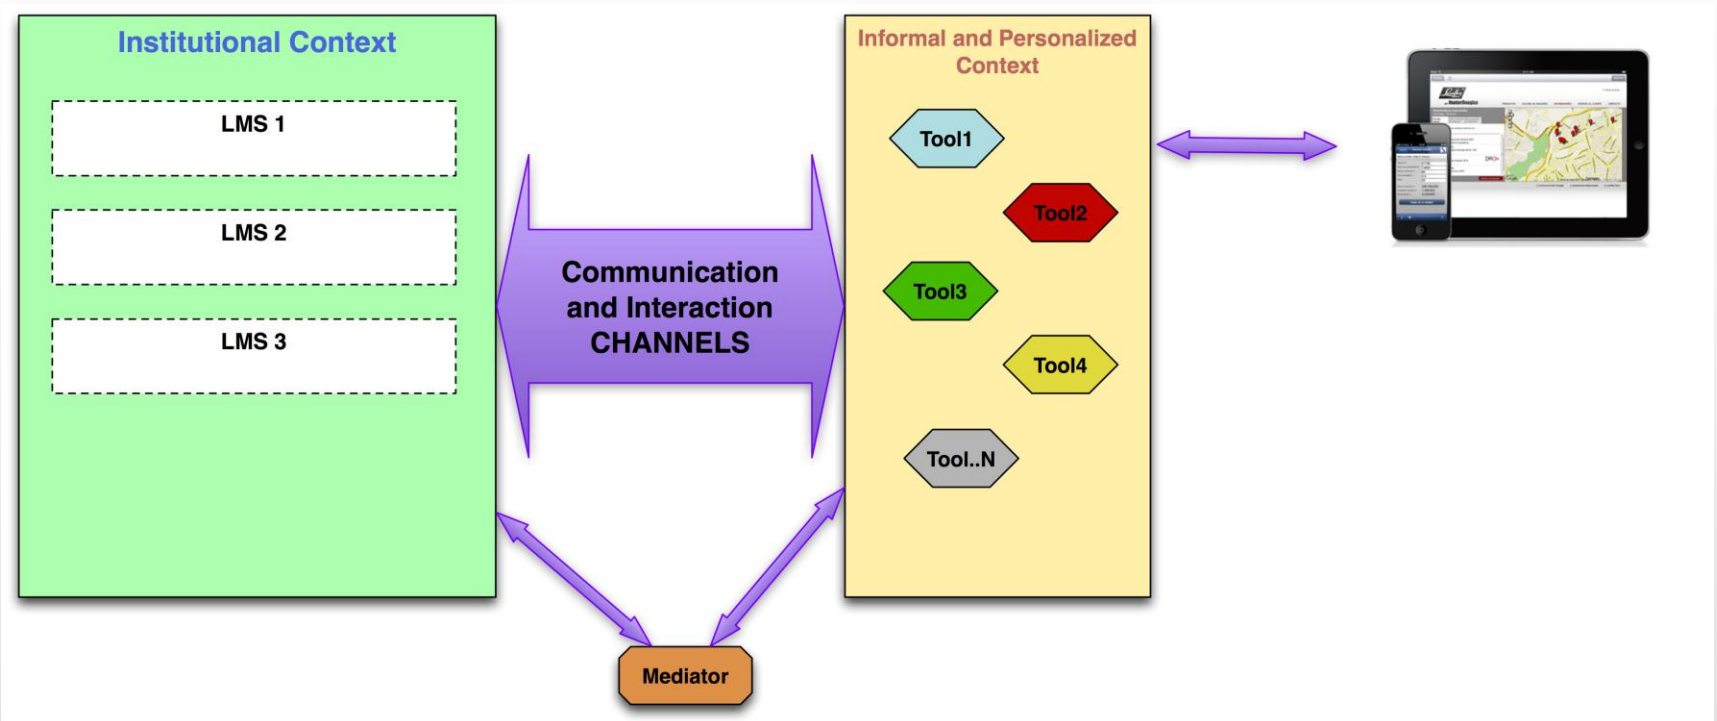 Institutional Context
LMS 1
LMS 2
LMS 3
Communication
and Interaction
CHANNELS
Informal and Personalized
Context
Tool1
Tool2
Tool3
Tool4
Tool..N
Mediator